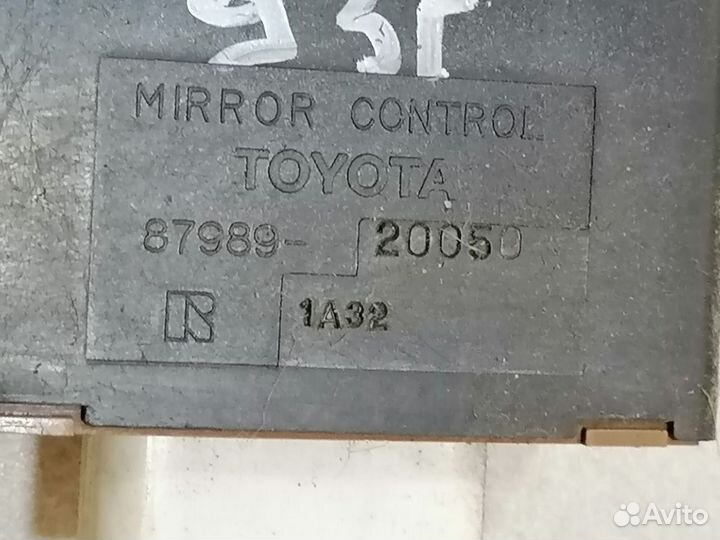 MIRROR CONTROL
TOYOTA
87989-20050
R
1A32
Avito